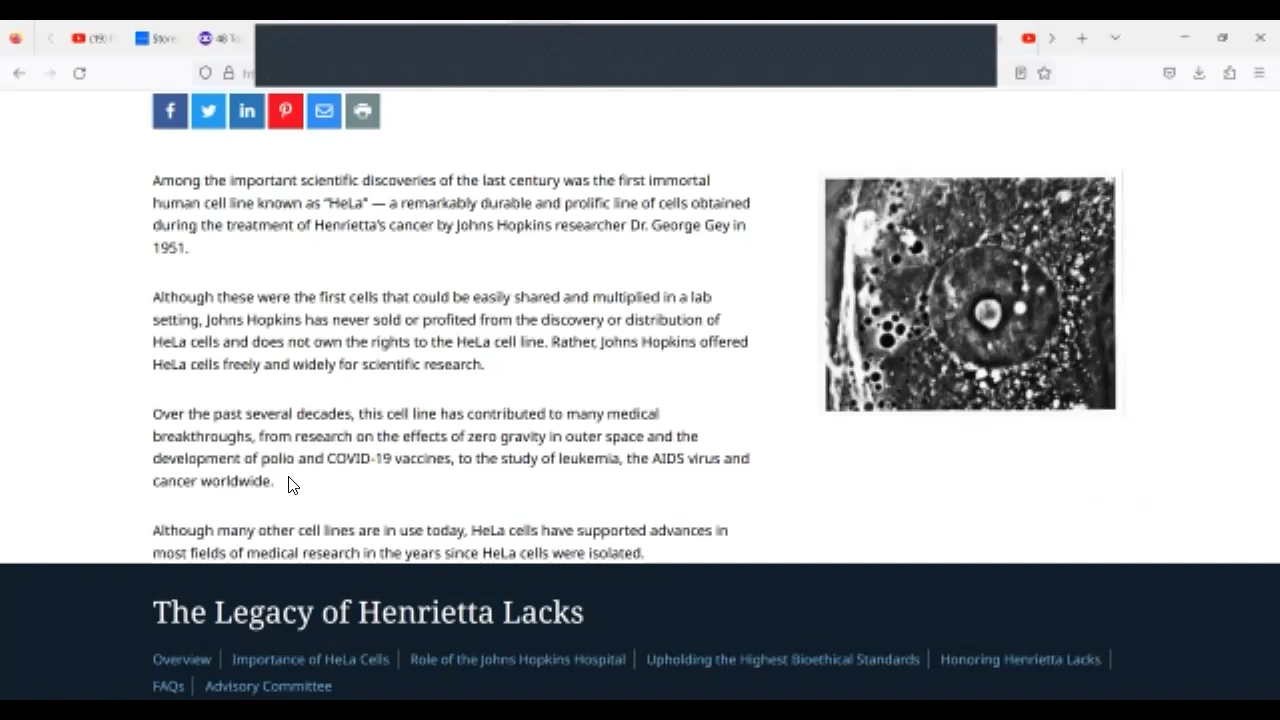 Store
Among the important scientific discoveries of the last century was the first immortal
human cell line known as "HeLa" — a remarkably durable and prolific line of cells obtained
during the treatment of Henrietta's cancer by Johns Hopkins researcher Dr. George Gey in
1951.
Although these were the first cells that could be easily shared and multiplied in a lab
setting, Johns Hopkins has never sold or profited from the discovery or distribution of
HeLa cells and does not own the rights to the HeLa cell line. Rather, Johns Hopkins offered
HeLa cells freely and widely for scientific research.
Over the past several decades, this cell line has contributed to many medical
breakthroughs, from research on the effects of zero gravity in outer space and the
development of polio and COVID-19 vaccines, to the study of leukemia, the AIDS virus and
cancer worldwide.
Although many other cell lines are in use today, HeLa cells have supported advances in
most fields of medical research in the years since HeLa cells were isolated.
The Legacy of Henrietta Lacks
Overview | Importance of HeLa Cells | Role of the Johns Hopkins Hospital | Upholding the Highest Bioethical Standards | Honoring Henrietta Lacks |
FAQs | Advisory Committee